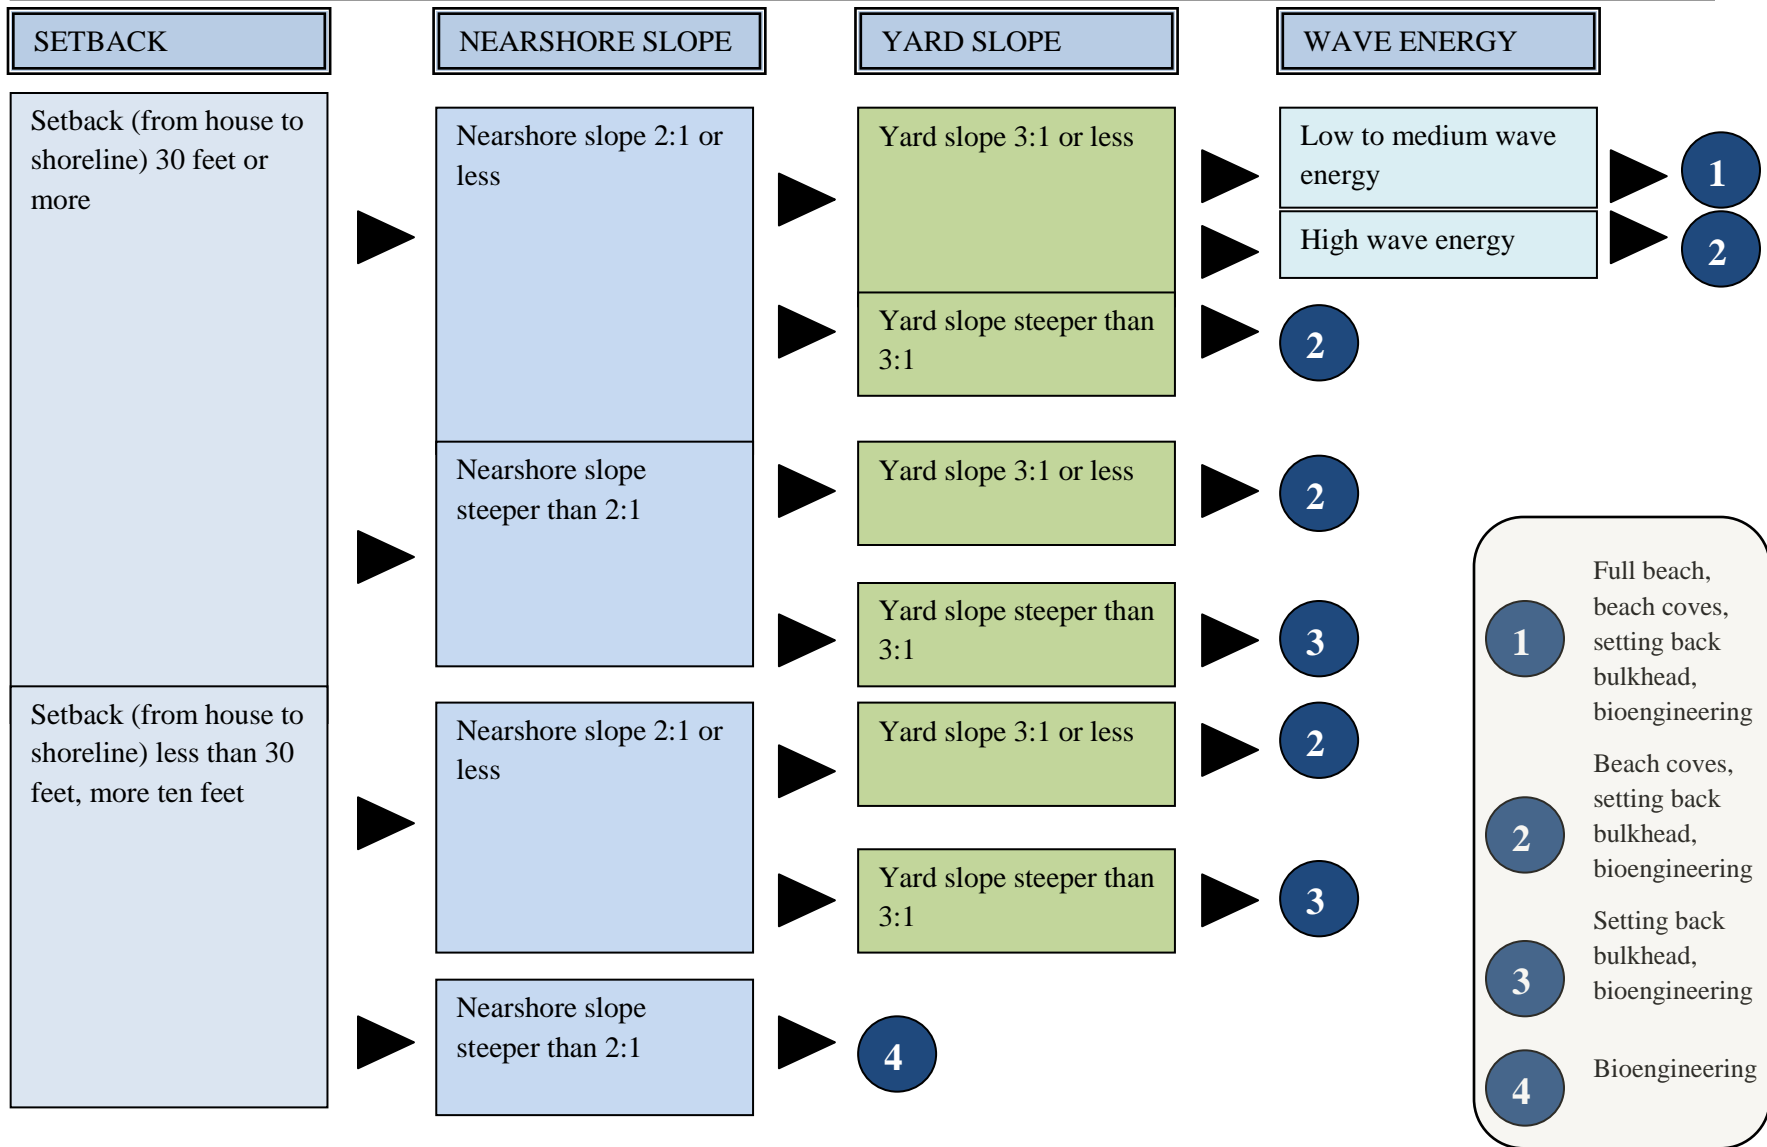 SETBACK
NEARSHORE SLOPE
YARD SLOPE
WAVE ENERGY
Setback (from house to
shoreline) 30 feet or
more
Nearshore slope 2:1 or
less
Yard slope 3:1 or less
Low to medium wave
energy
1
High wave energy
2
Yard slope steeper than
3:1
2
Nearshore slope
steeper than 2:1
Yard slope 3:1 or less
2
Yard slope steeper than
3:1
3
Setback (from house to
shoreline) less than 30
feet, more ten feet
Nearshore slope 2:1 or
less
Yard slope 3:1 or less
2
Yard slope steeper than
3:1
3
Nearshore slope
steeper than 2:1
4
1
Full beach,
beach coves,
setting back
bulkhead,
bioengineering
2
Beach coves,
setting back
bulkhead,
bioengineering
3
Setting back
bulkhead,
bioengineering
4
Bioengineering